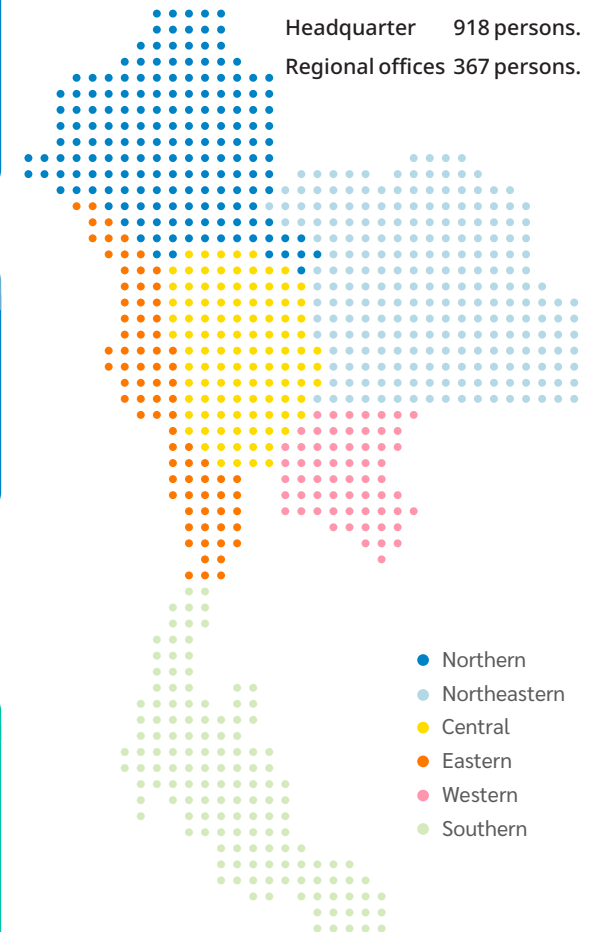 Headquarter 918 persons.
Regional offices 367 persons.
Northern
Northeastern
Central
Eastern
Western
Southern